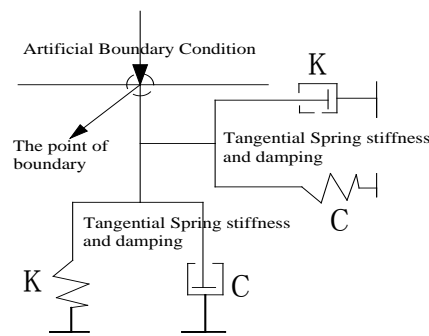 Artificial Boundary Condition
K
The point of
boundary
Tangential Spring stiffness
and damping
C
Tangential Spring stiffness
and damping
K
C